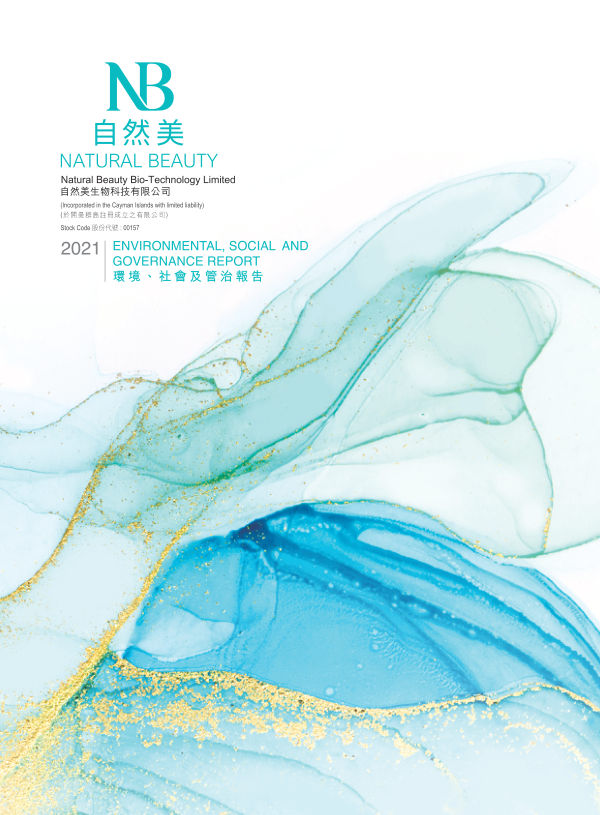 NB
自然美
NATURAL BEAUTY
Natural Beauty Bio-Technology Limited
自然美生物科技有限公司
(Incorporated in the Cayman Islands with limited liability)
(於開曼群島註冊成立之有限公司)
Stock Code 股份代號 : 00157
2021
ENVIRONMENTAL, SOCIAL AND
GOVERNANCE REPORT
環境、社會及管治報告